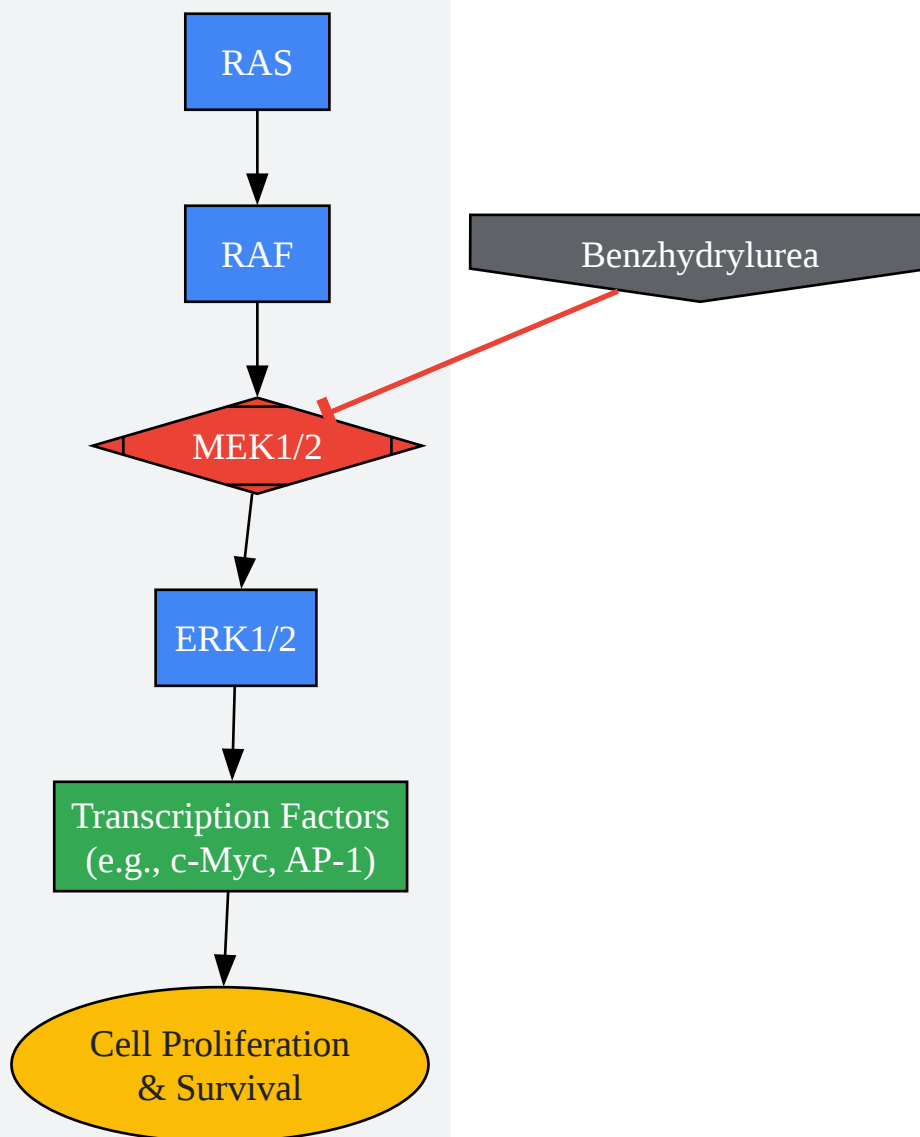 RAS
RAF
Benzhydrylurea
MEK1/2
ERK1/2
Transcription Factors
(e.g., c-Myc, AP-1)
Cell Proliferation
& Survival